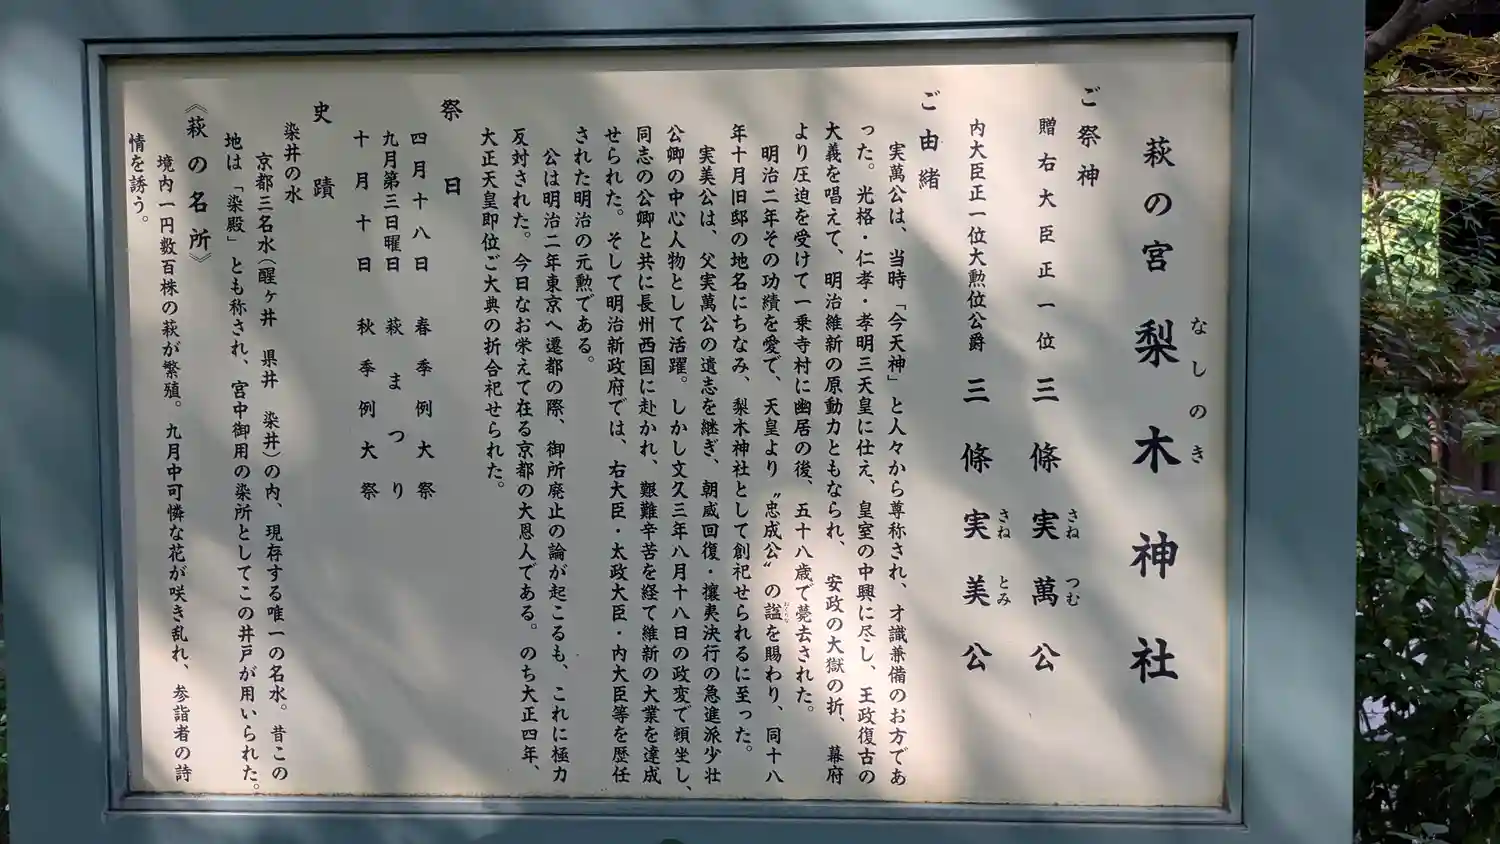 萩の宮 梨木神社
なしのき
ご祭神
贈右大臣正一位 三條実萬公
さねつむ
内大臣正一位大勲位公爵 三條実美公
さねとみ
ご由緒
実萬公は、当時「今天神」と人々から尊称され、才識兼備のお方であ
った。光格・仁孝・孝明三天皇に仕え、皇室の中興に尽し、王政復古の
大義を唱えて、明治維新の原動力ともなられ、安政の大獄の折、幕府
より圧迫を受けて一乗寺村に幽居の後、五十八歳で薨去された。
明治二年その功績を愛で、天皇より〝忠成公〟の諡を賜わり、同十八
おくりな
年十月旧邸の地名にちなみ、梨木神社として創祀せられるに至った。
実美公は、父実萬公の遺志を継ぎ、朝威回復・攘夷決行の急進派少壮
公卿の中心人物として活躍。しかし文久三年八月十八日の政変で頓坐し、
同志の公卿と共に長州西国に赴かれ、艱難辛苦を経て維新の大業を達成
せられた。そして明治新政府では、右大臣・太政大臣・内大臣等を歴任
された明治の元勲である。
公は明治二年東京へ遷都の際、御所廃止の論が起こるも、これに極力
反対された。今日なお栄えて在る京都の大恩人である。のち大正四年、
大正天皇即位ご大典の折合祀せられた。
祭日
四月十八日 春季例大祭
九月第三日曜日 萩まつり
十月十日 秋季例大祭
史蹟
染井の水
京都三名水(醒ヶ井 県井 染井)の内、現存する唯一の名水。昔この
地は「染殿」とも称され、宮中御用の染所としてこの井戸が用いられた。
《萩の名所》
境内一円数百株の萩が繁殖。九月中可憐な花が咲き乱れ、参詣者の詩
情を誘う。